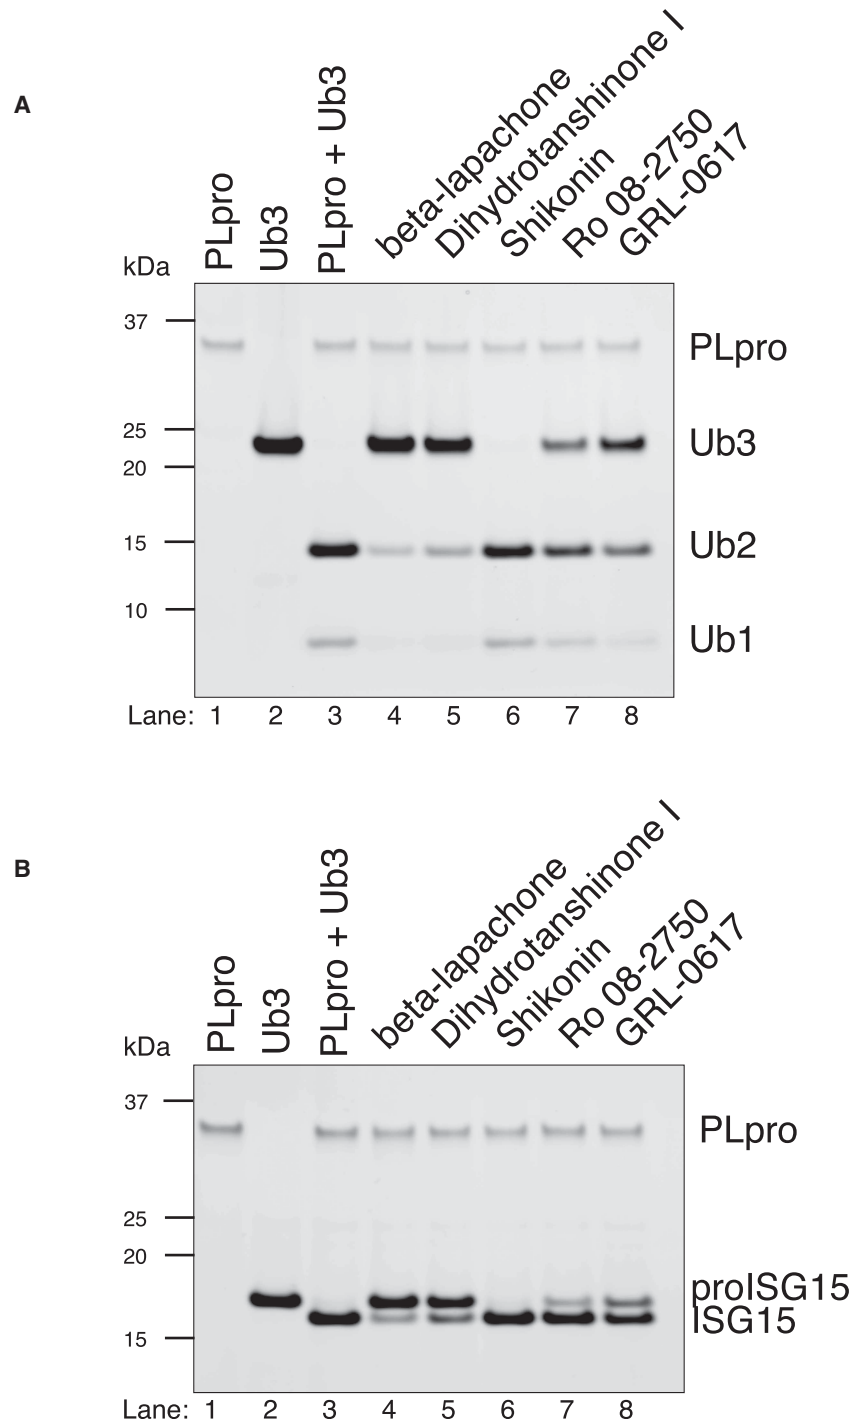 A
PLpro
Ub3
PLpro + Ub3
beta-lapachone
Dihydrotanshinone I
Shikonin
Ro 08-2750
GRL-0617
kDa
37
25
20
15
10
PLpro
Ub3
Ub2
Ub1
Lane: 1 2 3 4 5 6 7 8
B
PLpro
Ub3
PLpro + Ub3
beta-lapachone
Dihydrotanshinone I
Shikonin
Ro 08-2750
GRL-0617
kDa
37
25
20
15
PLpro
proISG15
ISG15
Lane: 1 2 3 4 5 6 7 8